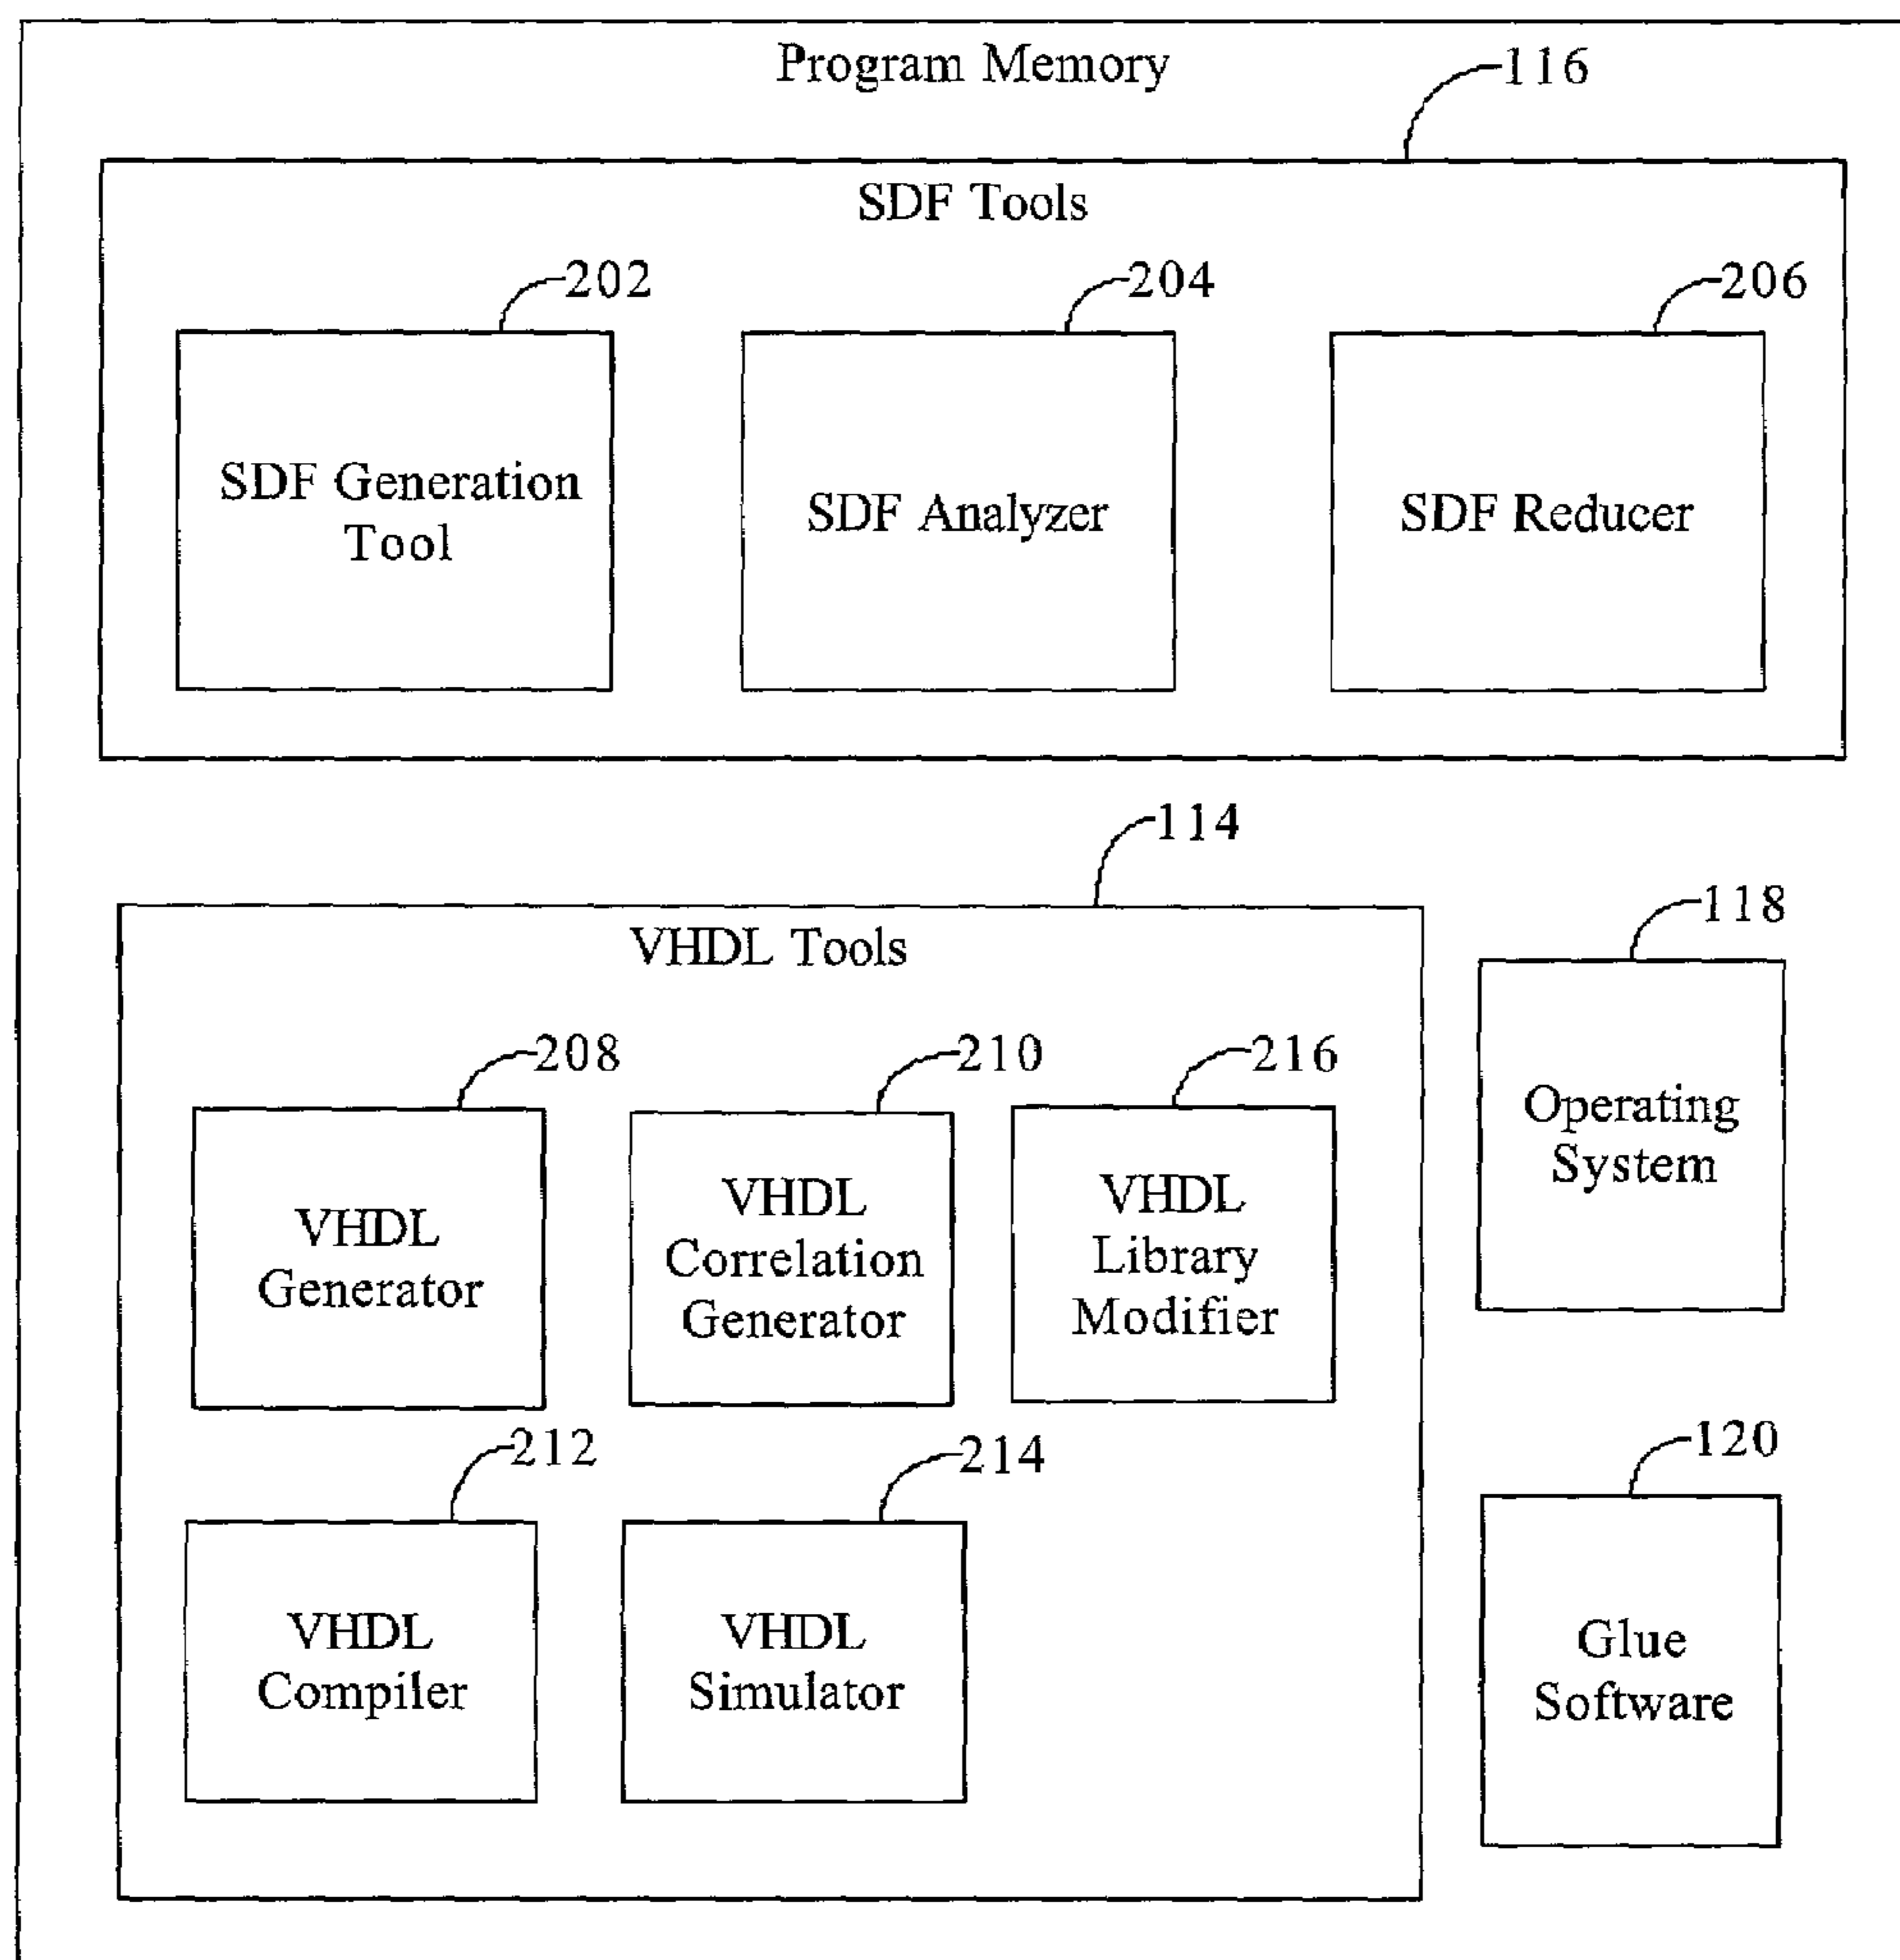 Program Memory
116
SDF Tools
202
204
206
SDF Generation
Tool
SDF Analyzer
SDF Reducer
114
VHDL Tools
118
208
210
216
Operating
System
VHDL
Generator
VHDL
Correlation
Generator
VHDL
Library
Modifier
212
214
120
VHDL
Compiler
VHDL
Simulator
Glue
Software